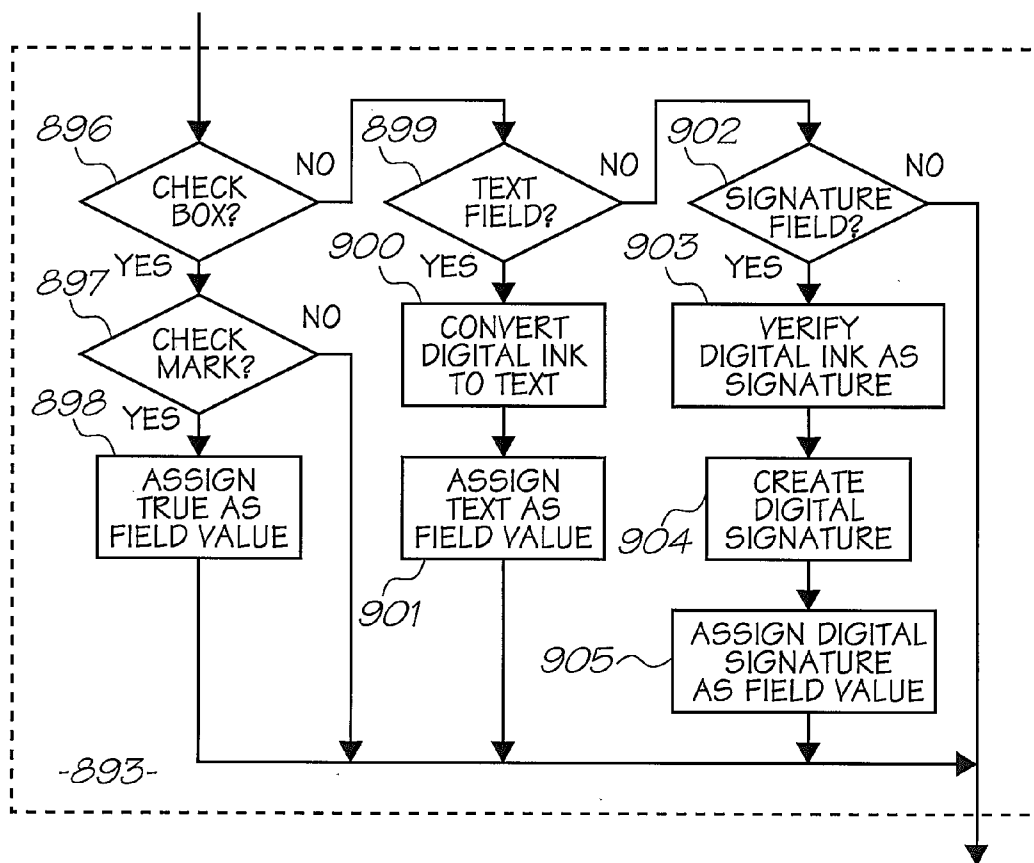 896
CHECK
BOX?
NO
YES
897
CHECK
MARK?
NO
YES
898
ASSIGN
TRUE AS
FIELD VALUE
899
TEXT
FIELD?
NO
YES
900
CONVERT
DIGITAL INK
TO TEXT
ASSIGN
TEXT AS
FIELD VALUE
901
902
SIGNATURE
FIELD?
NO
YES
903
VERIFY
DIGITAL INK AS
SIGNATURE
CREATE
DIGITAL
SIGNATURE
904
ASSIGN DIGITAL
SIGNATURE
AS FIELD VALUE
905
-893-